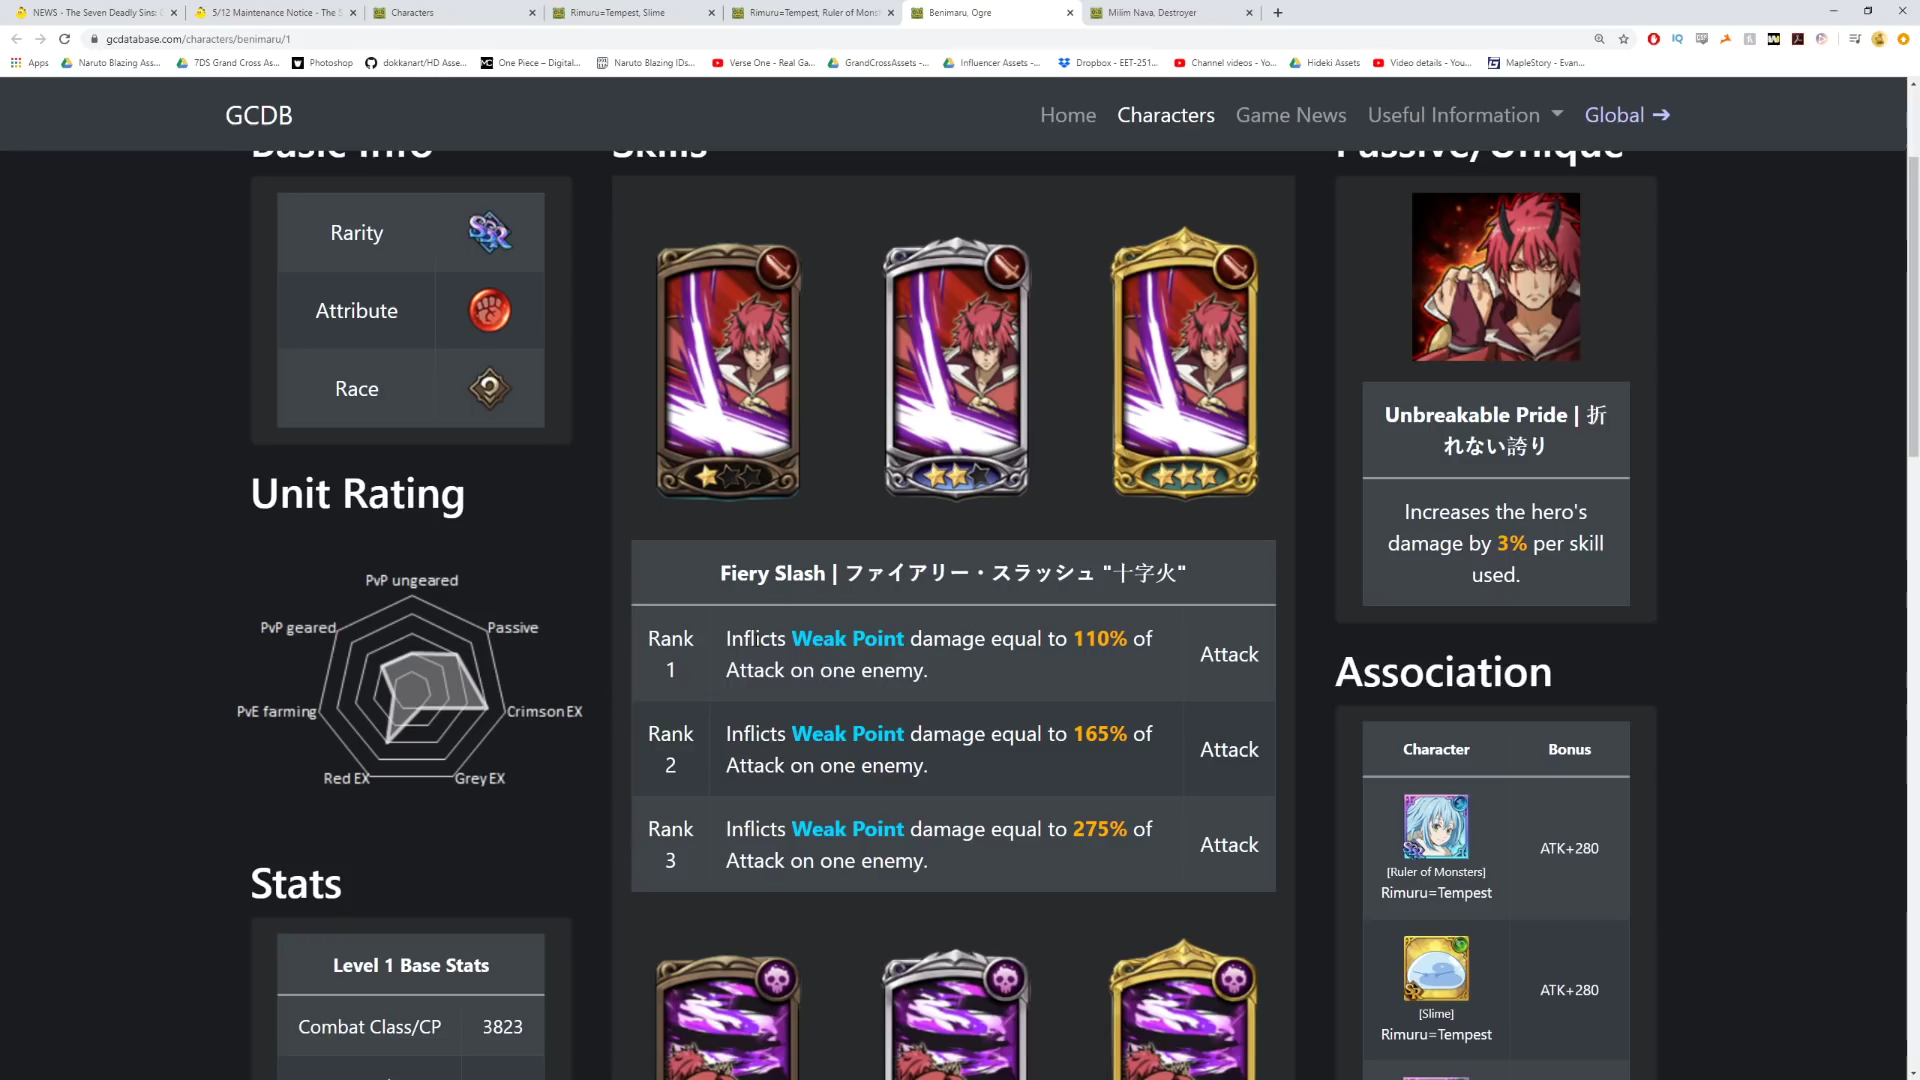 NEWS - The Seven Deadly Sins: G
5/12 Maintenance Notice - The S
Characters
Rimuru=Tempest, Slime
Rimuru=Tempest, Ruler of Monst
Benimaru, Ogre
Milim Nava, Destroyer
gcdatabase.com/characters/benimaru/1
Apps
Naruto Blazing Ass...
7DS Grand Cross As...
Photoshop
dokkanart/HD Asse...
One Piece – Digital...
Naruto Blazing IDs...
Verse One - Real Ga...
GrandCrossAssets -...
Influencer Assets -...
Dropbox - EET-251...
Channel videos - Yo...
Hideki Assets
Video details - You...
MapleStory - Evan...
GCDB
Home
Characters
Game News
Useful Information
Global ➔
Basic Info
Rarity
SSR
Attribute
Race
Unit Rating
PvP ungeared
PvP geared
Passive
PvE farming
Crimson EX
Red EX
Grey EX
Stats
Level 1 Base Stats
Combat Class/CP 3823
Skills
Fiery Slash | ファイアリー・スラッシュ "十字火"
Rank 
1
Inflicts Weak Point damage equal to 110% of
Attack on one enemy.
Attack
Rank
2
Inflicts Weak Point damage equal to 165% of
Attack on one enemy.
Attack
Rank
3
Inflicts Weak Point damage equal to 275% of
Attack on one enemy.
Attack
Passive/Unique
Unbreakable Pride | 折
れない誇り
Increases the hero's
damage by 3% per skill
used.
Association
Character Bonus
SSR
[Ruler of Monsters]
Rimuru=Tempest
ATK+280
SR
[Slime]
Rimuru=Tempest
ATK+280